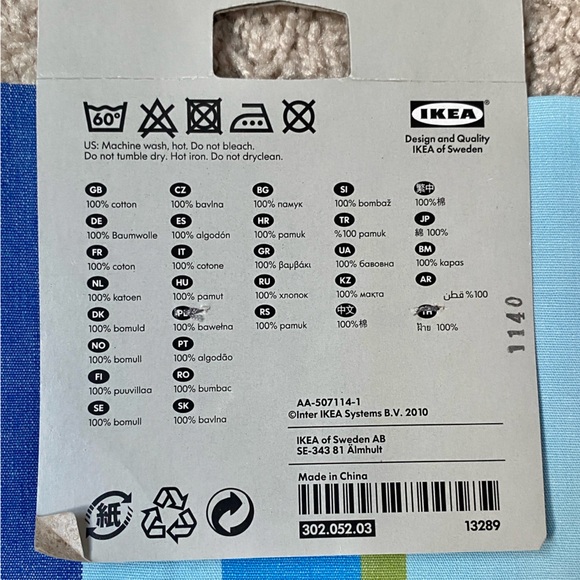 60°
IKEA®
Design and Quality
IKEA of Sweden
US: Machine wash, hot. Do not bleach.
Do not tumble dry. Hot iron. Do not dryclean.
GB
100% cotton
DE
100% Baumwolle
FR
100% coton
NL
100% katoen
DK
100% bomuld
NO
100% bomull
FI
100% puuvillaa
SE
100% bomull
CZ
100% bavlna
ES
100% algodón
IT
100% cotone
HU
100% pamut
PL
100% bawełna
PT
100% algodão
RO
100% bumbac
SK
100% bavlna
BG
100% памук
HR
100% pamuk
GR
100% βαμβάκι
RU
100% хлопок
RS
100% pamuk
SI
100% bombaž
TR
%100 pamuk
UA
100% бавовна
KZ
100% мақта
中文
100%棉
繁中
100%棉
JP
綿 100%
BM
100% kapas
AR
100% قطن
TH
ฝ้าย 100%
1140
AA-507114-1
©Inter IKEA Systems B.V. 2010
IKEA of Sweden AB
SE-343 81 Älmhult
Made in China
302.052.03
13289
紙